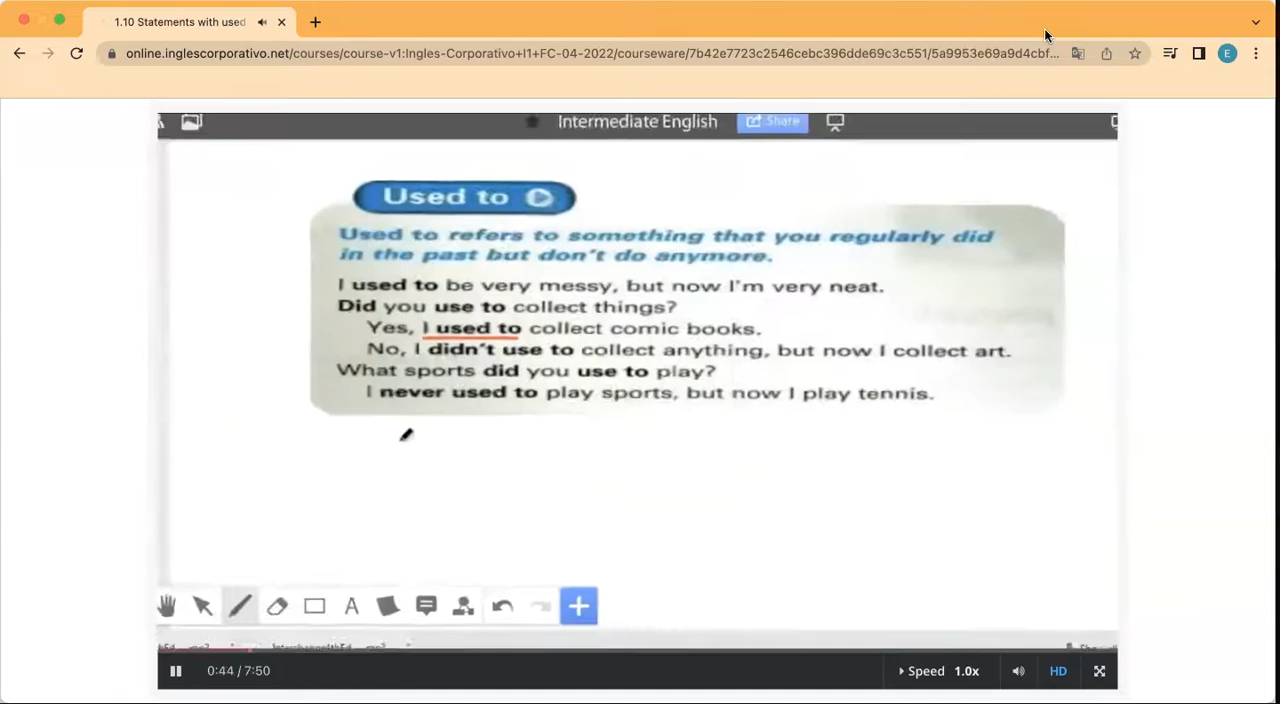 1.10 Statements with used
online.inglescorporativo.net/courses/course-v1:Ingles-Corporativo+I1+FC-04-2022/courseware/7b42e7723c2546cebc396dde69c3c551/5a9953e69a9d4cbf...
E
Intermediate English
Share
Used to
Used to refers to something that you regularly did
in the past but don't do anymore.
I used to be very messy, but now I'm very neat.
Did you use to collect things?
Yes, I used to collect comic books.
No, I didn't use to collect anything, but now I collect art.
What sports did you use to play?
I never used to play sports, but now I play tennis.
A
0:44 / 7:50
Speed 1.0x
HD